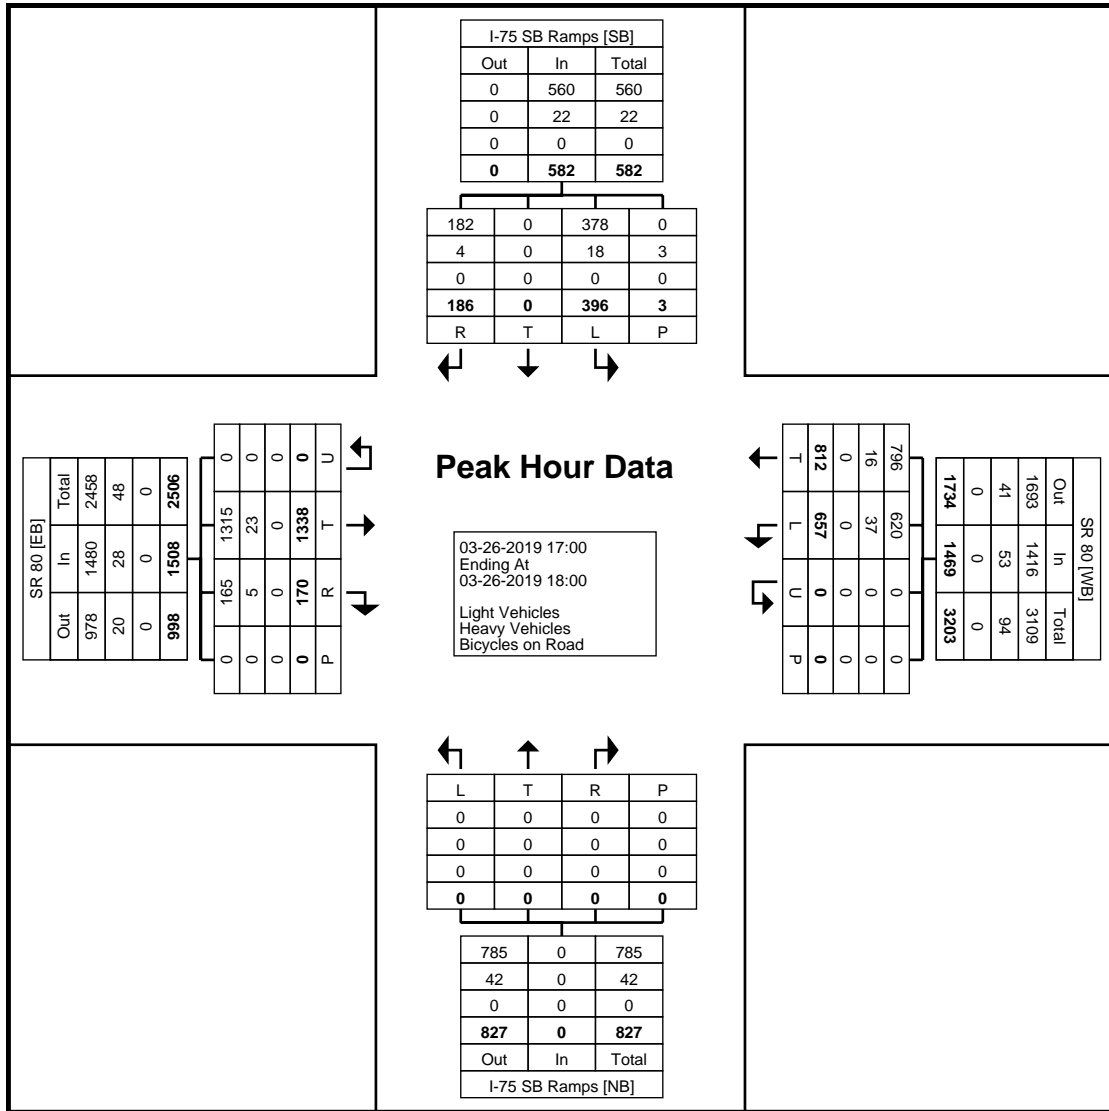 I-75 SB Ramps [SB]
Out In Total
0 560 560
0 22 22
0 0 0
0 582 582
182 0 378 0
4 0 18 3
0 0 0 0
186 0 396 3
R T L P
SR 80 [EB]
Total In Out
2458 1480 978
48 28 20
0 0 0
2506 1508 998
0 1315 165 0
0 23 5 0
0 0 0 0
0 1338 170 0
U T R P
Peak Hour Data
03-26-2019 17:00
Ending At
03-26-2019 18:00
Light Vehicles
Heavy Vehicles
Bicycles on Road
SR 80 [WB]
Out In Total
1693 1416 3109
41 53 94
0 0 0
1734 1469 3203
796 620 0 0
16 37 0 0
0 0 0 0
812 657 0 0
T L U P
L T R P
0 0 0 0
0 0 0 0
0 0 0 0
0 0 0 0
785 0 785
42 0 42
0 0 0
827 0 827
Out In Total
I-75 SB Ramps [NB]